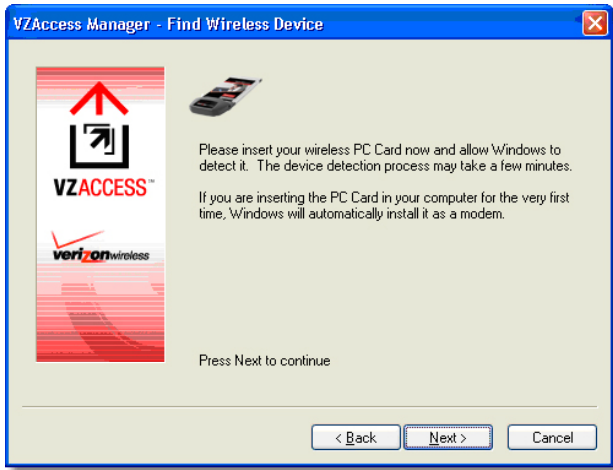 VZAccess Manager - Find Wireless Device
VZACCESS™
verizonwireless
Please insert your wireless PC Card now and allow Windows to
detect it. The device detection process may take a few minutes.
If you are inserting the PC Card in your computer for the very first
time, Windows will automatically install it as a modem.
Press Next to continue
< Back
Next >
Cancel